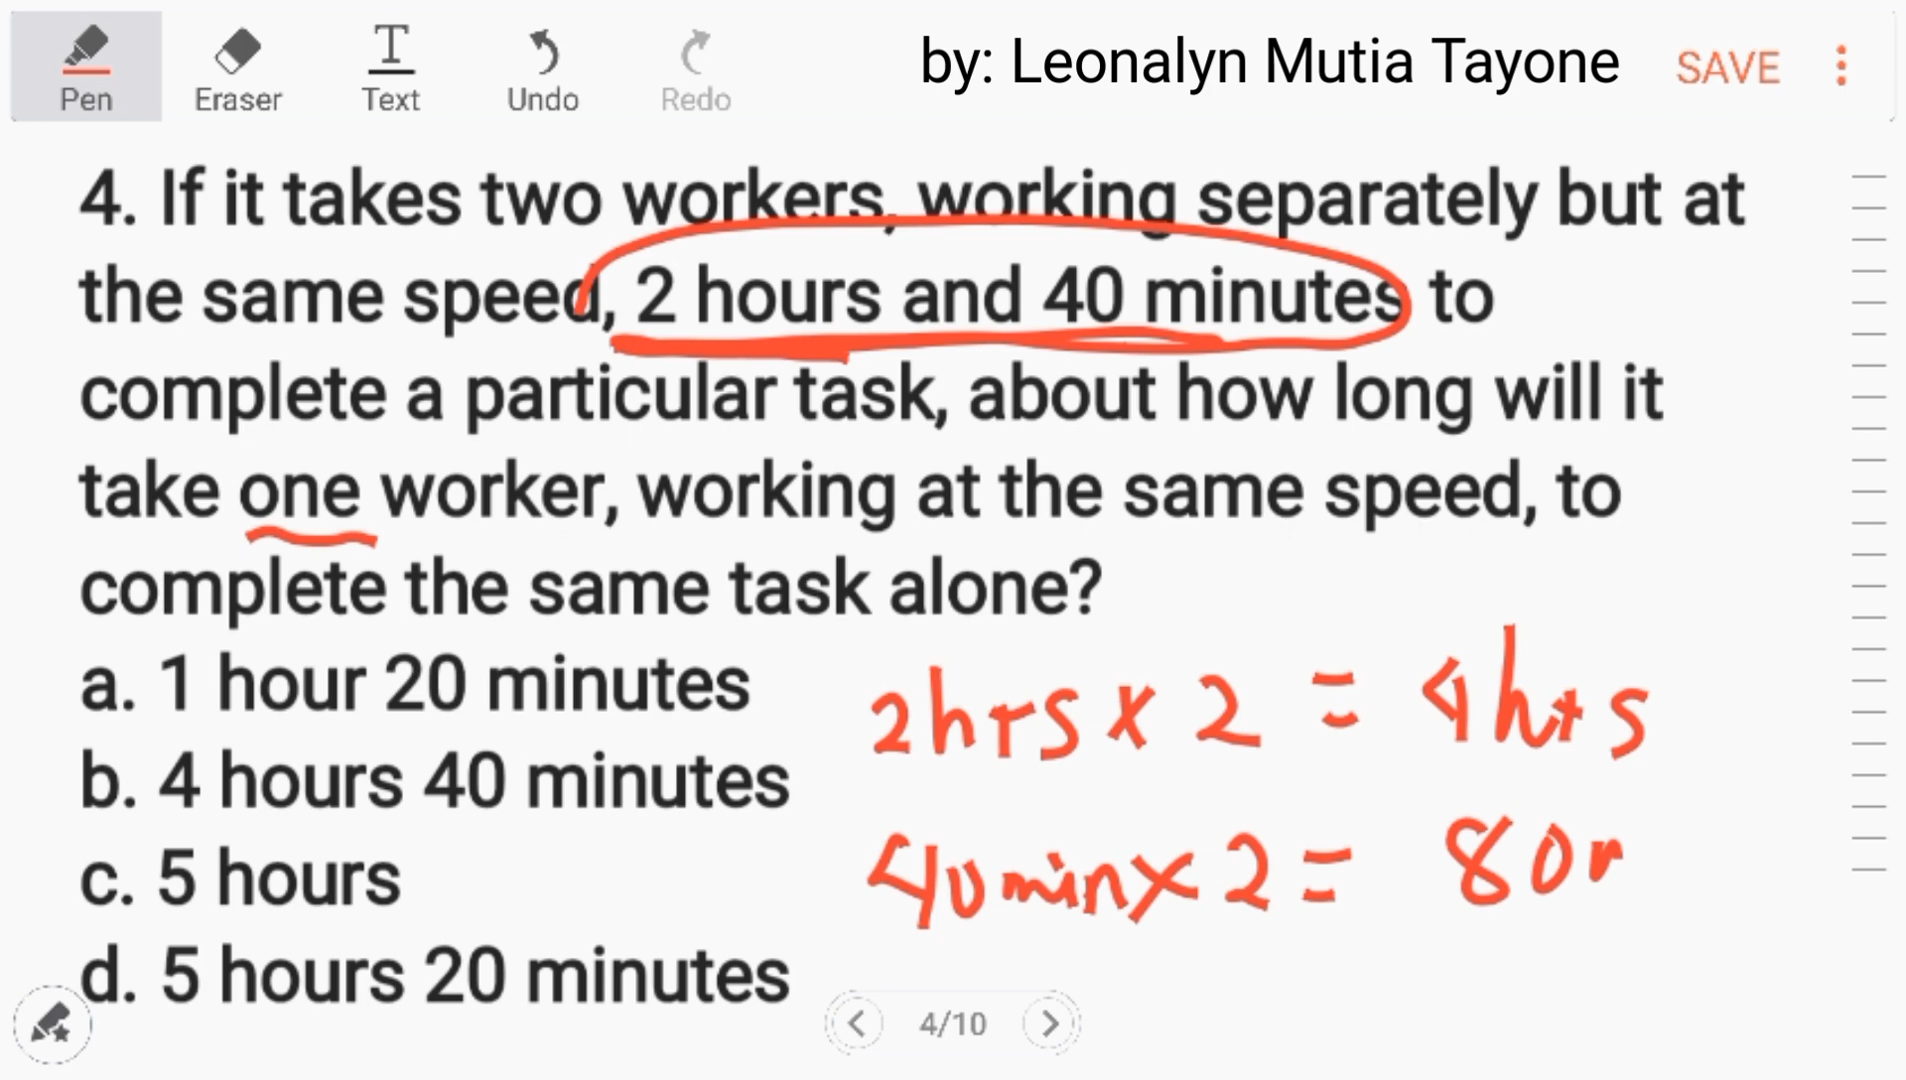 Pen
Eraser
Text
Undo
Redo
by: Leonalyn Mutia Tayone
SAVE
4. If it takes two workers, working separately but at
the same speed, 2 hours and 40 minutes to
complete a particular task, about how long will it
take one worker, working at the same speed, to
complete the same task alone?
a. 1 hour 20 minutes
b. 4 hours 40 minutes
c. 5 hours
d. 5 hours 20 minutes
2hrs x 2 = 4hrs
40min x 2 = 80r
4/10